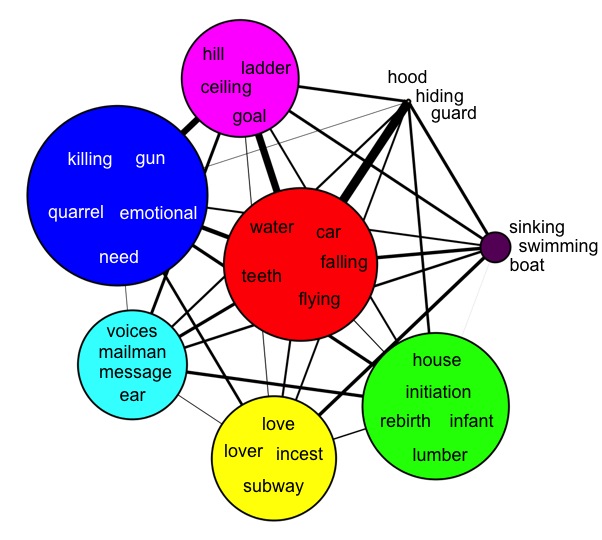 hill
ladder
ceiling
goal
hood
hiding
guard
killing gun
quarrel emotional
need
water
car
teeth
falling
flying
sinking
swimming
boat
voices
mailman
message
ear
love
lover incest
subway
house
initiation
rebirth infant
lumber